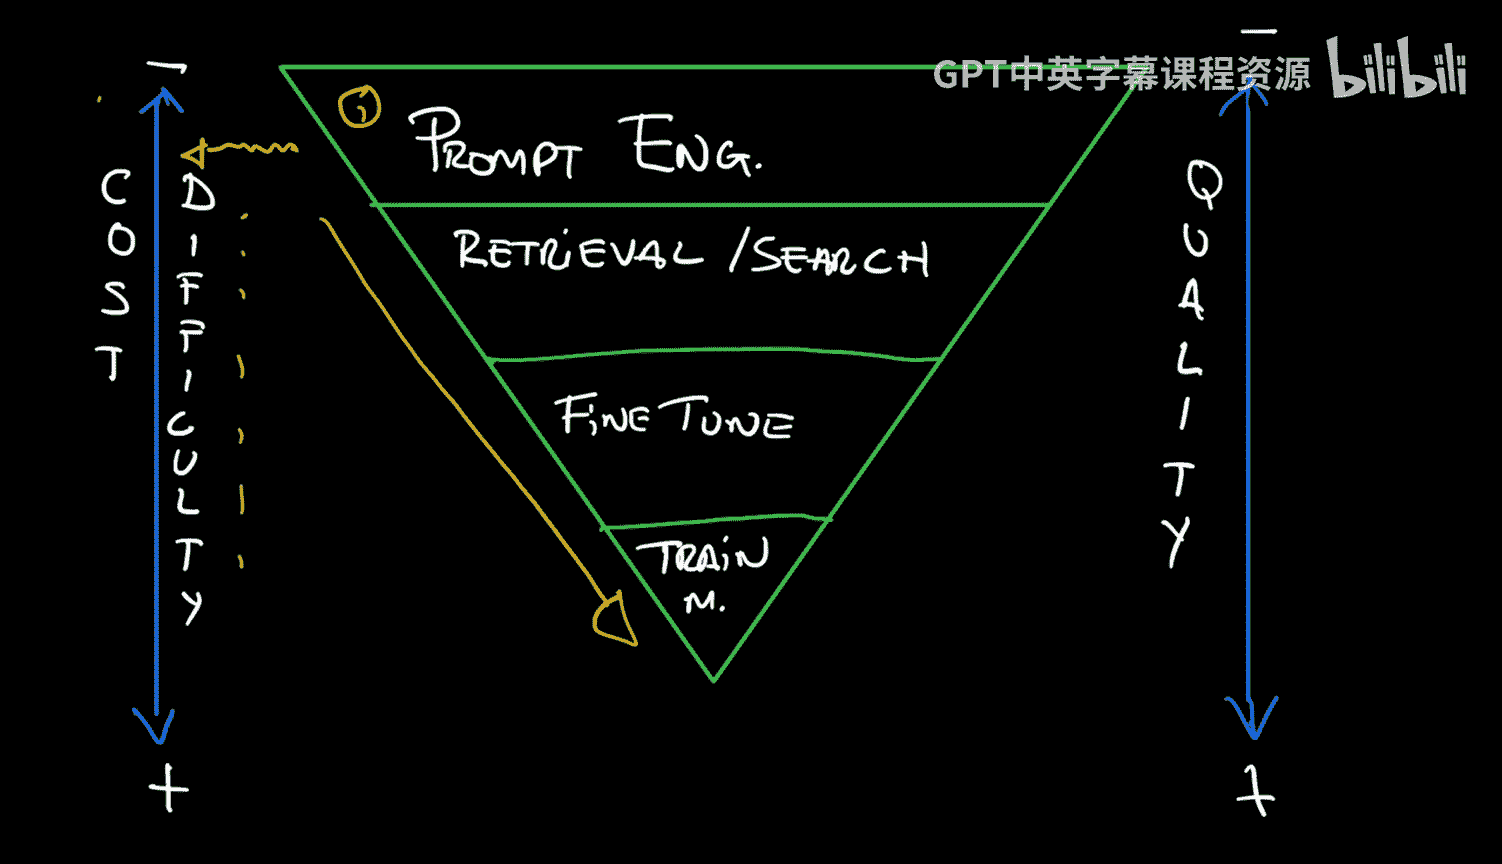 GPT中英字幕课程资源 bilibili
PROMPT ENG.
RETRIEVAL / SEARCH
FINE TUNE
TRAIN
M.
COST
DIFFICULTY
QUALITY
-
+
-
+
1